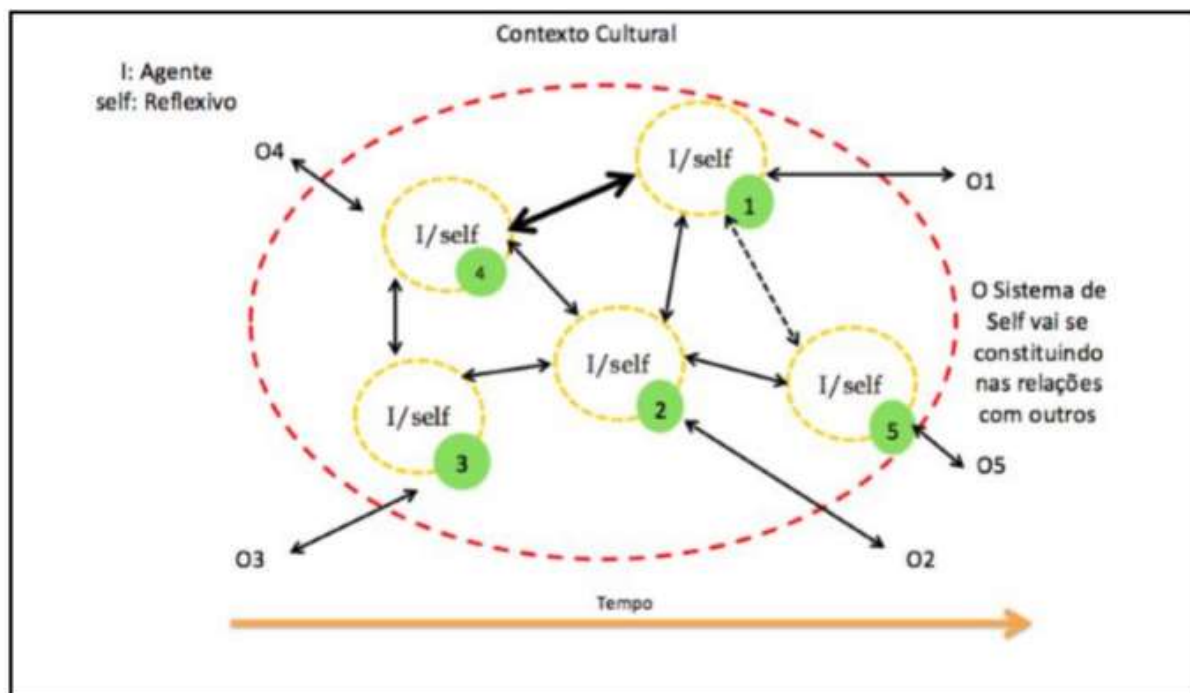 Contexto Cultural
I: Agente
self: Reflexivo
O4
I/self
1
O1
I/self
4
O Sistema de
Self vai se
constituindo
nas relações
com outros
I/self
2
I/self
5
I/self
3
O5
O3
O2
Tempo